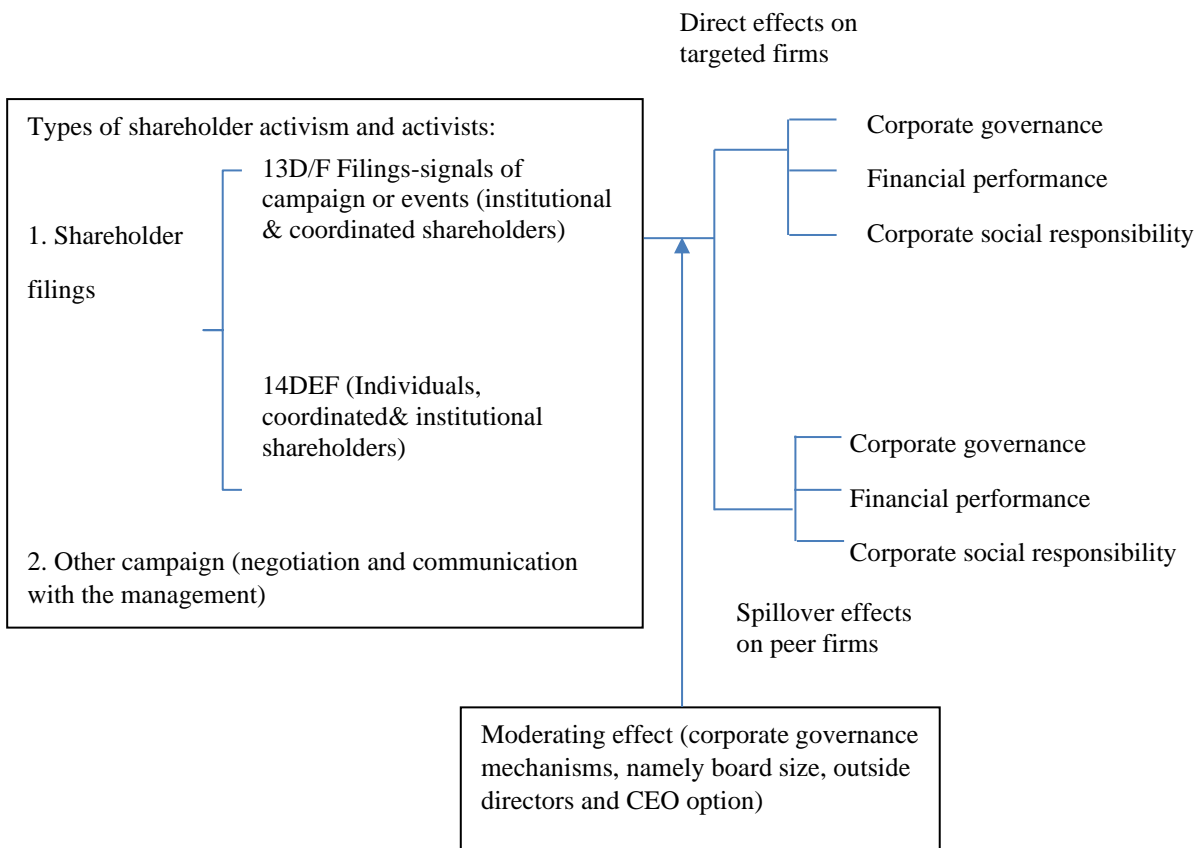 Direct effects on
targeted firms
Types of shareholder activism and activists:
13D/F Filings-signals of
campaign or events (institutional
& coordinated shareholders)
1. Shareholder
filings
14DEF (Individuals,
coordinated& institutional
shareholders)
2. Other campaign (negotiation and communication
with the management)
Corporate governance
Financial performance
Corporate social responsibility
Corporate governance
Financial performance
Corporate social responsibility
Spillover effects
on peer firms
Moderating effect (corporate governance
mechanisms, namely board size, outside
directors and CEO option)